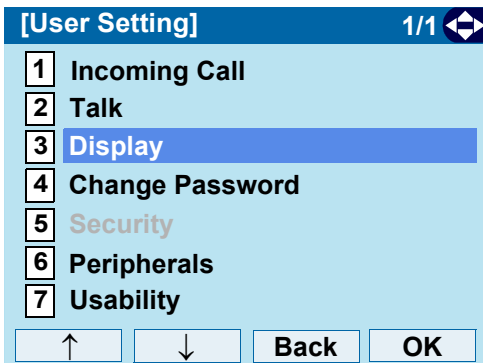 [User Setting] 1/1
1 Incoming Call
2 Talk
3 Display
4 Change Password
5 Security
6 Peripherals
7 Usability
↑ ↓ Back OK